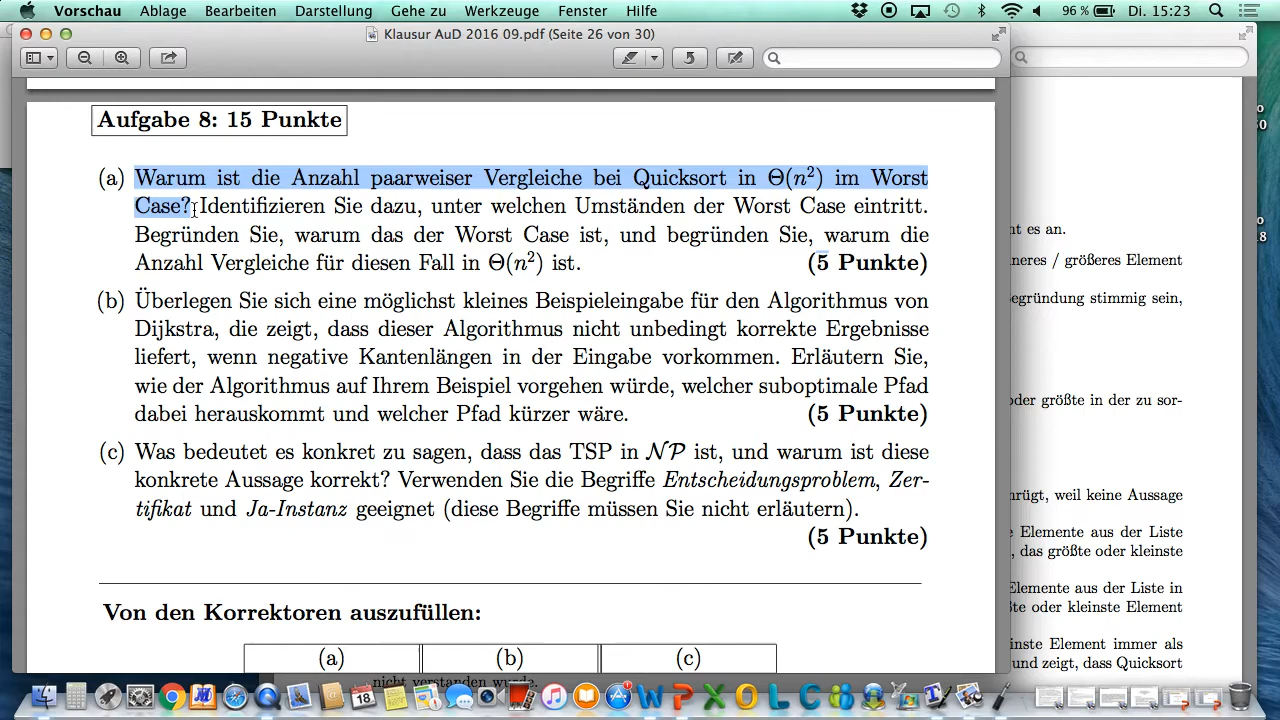 Vorschau Ablage Bearbeiten Darstellung Gehe zu Werkzeuge Fenster Hilfe 96 % Di. 15:23
Klausur AuD 2016 09.pdf (Seite 26 von 30)
Aufgabe 8: 15 Punkte
(a) Warum ist die Anzahl paarweiser Vergleiche bei Quicksort in Θ(n²) im Worst
Case? Identifizieren Sie dazu, unter welchen Umständen der Worst Case eintritt.
Begründen Sie, warum das der Worst Case ist, und begründen Sie, warum die
Anzahl Vergleiche für diesen Fall in Θ(n²) ist. (5 Punkte)
(b) Überlegen Sie sich eine möglichst kleines Beispieleingabe für den Algorithmus von
Dijkstra, die zeigt, dass dieser Algorithmus nicht unbedingt korrekte Ergebnisse
liefert, wenn negative Kantenlängen in der Eingabe vorkommen. Erläutern Sie,
wie der Algorithmus auf Ihrem Beispiel vorgehen würde, welcher suboptimale Pfad
dabei herauskommt und welcher Pfad kürzer wäre. (5 Punkte)
(c) Was bedeutet es konkret zu sagen, dass das TSP in NP ist, und warum ist diese
konkrete Aussage korrekt? Verwenden Sie die Begriffe Entscheidungsproblem, Zer-
tifikat und Ja-Instanz geeignet (diese Begriffe müssen Sie nicht erläutern).
(5 Punkte)
Von den Korrektoren auszufüllen:
(a) (b) (c)
nicht verstanden wurde.
nt es an.
neres / größeres Element
egründung stimmig sein,
oder größte in der zu sor-
nrügt, weil keine Aussage
re Elemente aus der Liste
, das größte oder kleinste
Elemente aus der Liste in
ßte oder kleinste Element
inste Element immer als
und zeigt, dass Quicksort